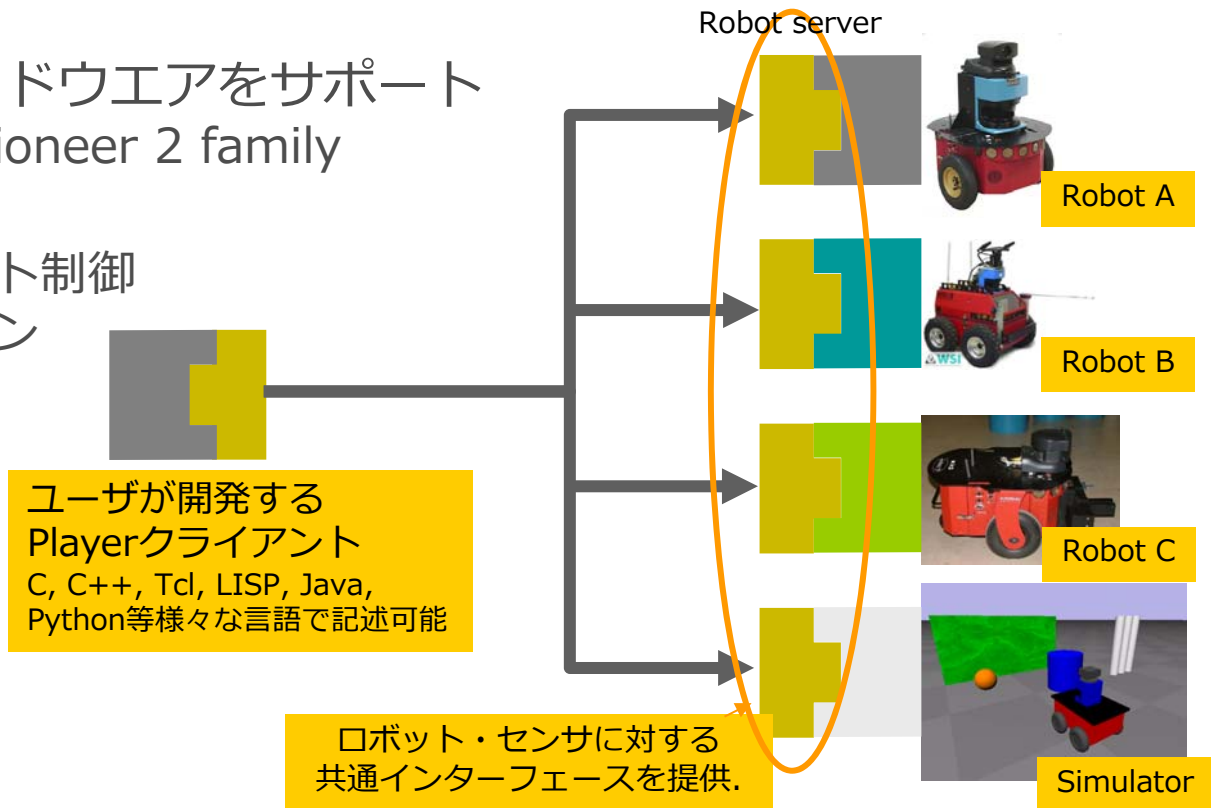 Robot server
ドウエアをサポート
ioneer 2 family
ト制御
ン
Robot A
WSI
Robot B
ユーザが開発する
Playerクライアント
C, C++, Tcl, LISP, Java,
Python等様々な言語で記述可能
Robot C
ロボット・センサに対する
共通インターフェースを提供.
Simulator